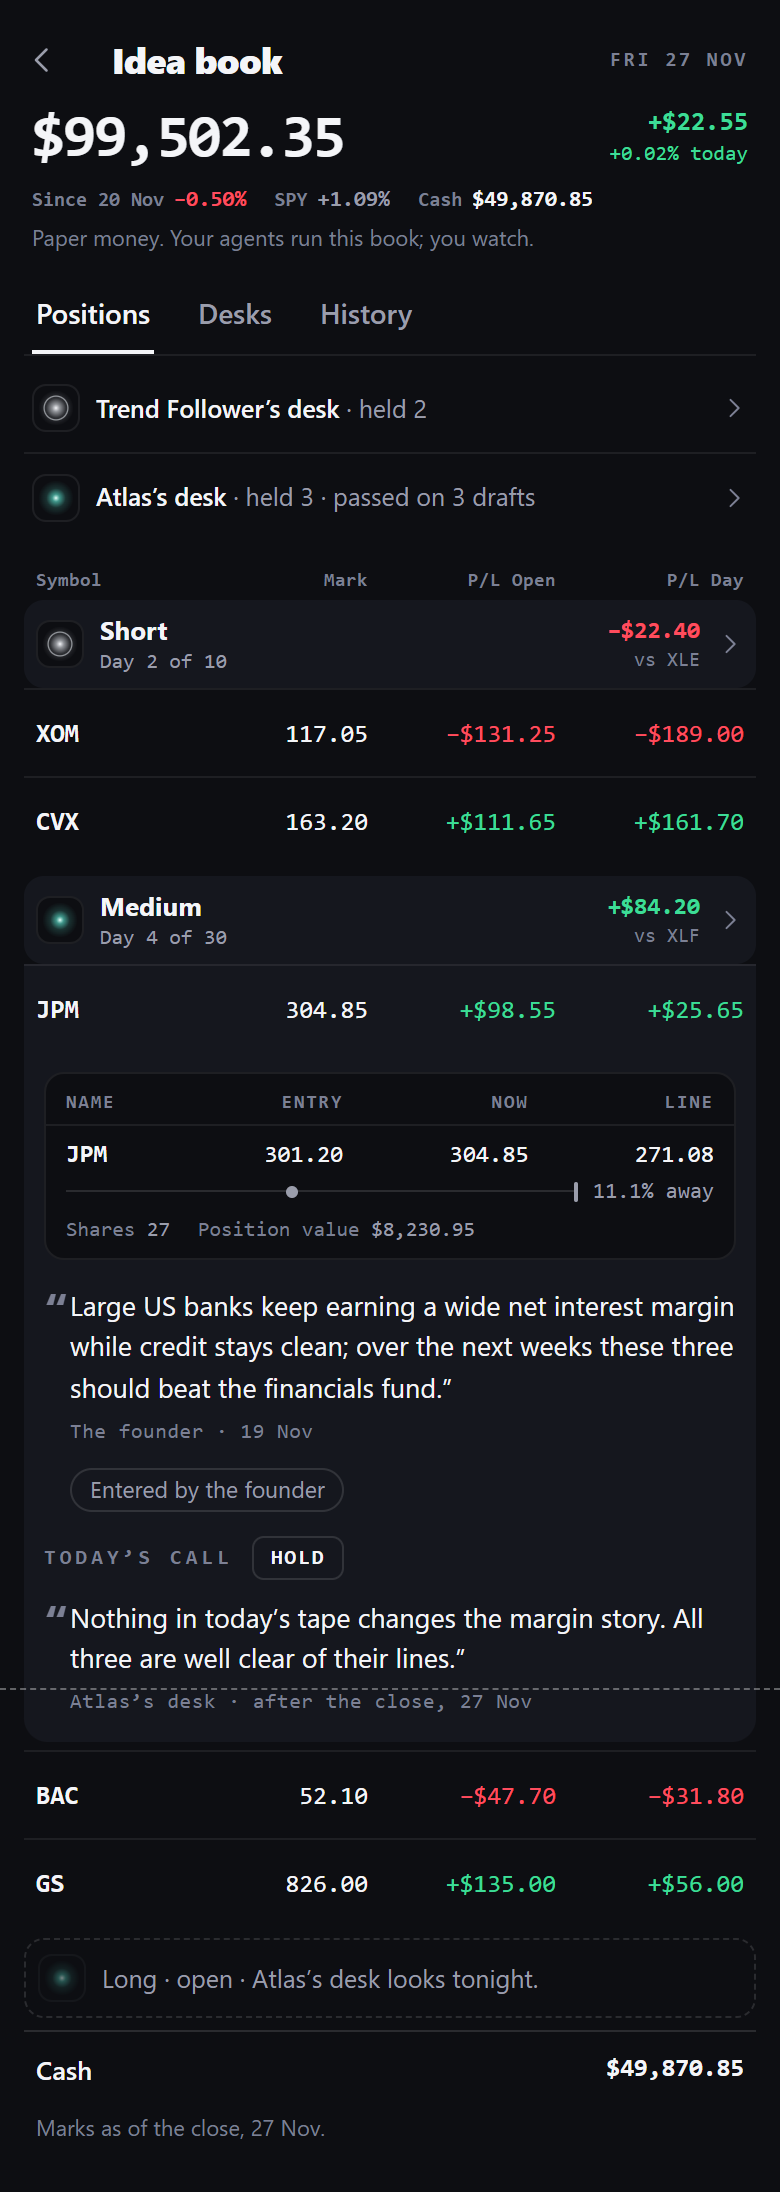 Idea book
FRI 27 NOV
$99,502.35
+$22.55
+0.02% today
Since 20 Nov −0.50% SPY +1.09% Cash $49,870.85
Paper money. Your agents run this book; you watch.
Positions Desks History
Trend Follower’s desk · held 2
Atlas’s desk · held 3 · passed on 3 drafts
Symbol Mark P/L Open P/L Day
Short −$22.40
Day 2 of 10 vs XLE
XOM 117.05 −$131.25 −$189.00
CVX 163.20 +$111.65 +$161.70
Medium +$84.20
Day 4 of 30 vs XLF
JPM 304.85 +$98.55 +$25.65
NAME ENTRY NOW LINE
JPM 301.20 304.85 271.08
11.1% away
Shares 27 Position value $8,230.95
“Large US banks keep earning a wide net interest margin
while credit stays clean; over the next weeks these three
should beat the financials fund.”
The founder · 19 Nov
Entered by the founder
TODAY’S CALL HOLD
“Nothing in today’s tape changes the margin story. All
three are well clear of their lines.”
Atlas’s desk · after the close, 27 Nov
BAC 52.10 −$47.70 −$31.80
GS 826.00 +$135.00 +$56.00
Long · open · Atlas’s desk looks tonight.
Cash $49,870.85
Marks as of the close, 27 Nov.